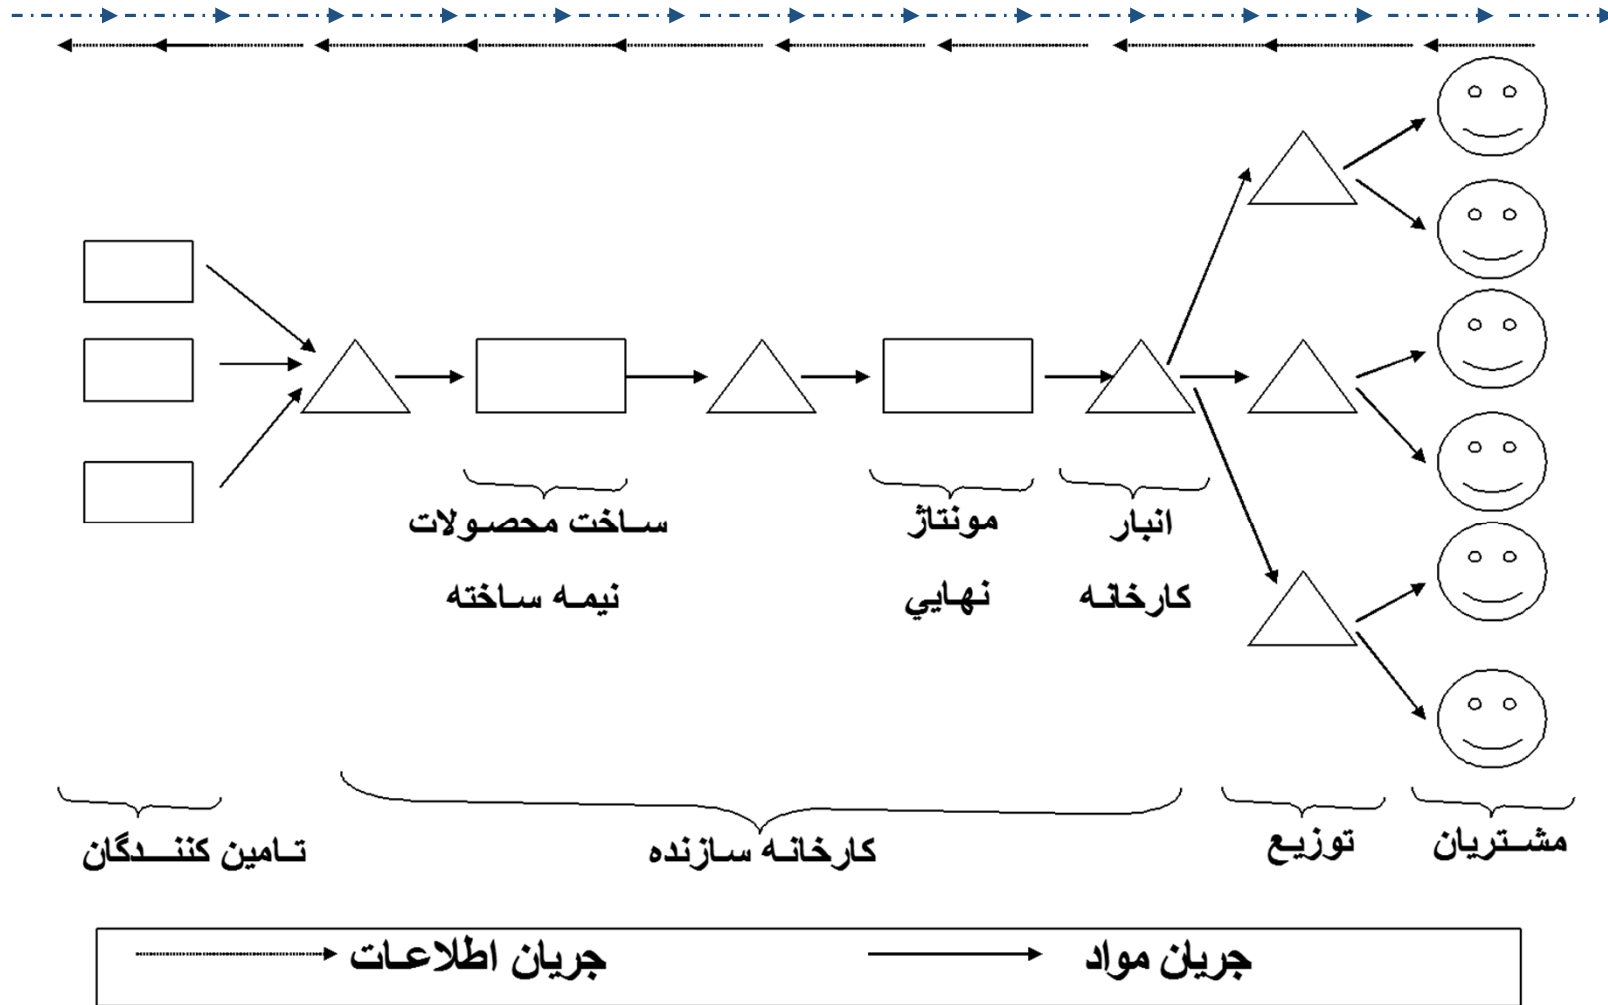 ساخت محصولات
نیمه ساخته
مونتاژ
نهايي
انبار
کارخانه
تامین کنندگان
کارخانه سازنده
توزیع
مشتریان
جریان اطلاعات
جریان مواد